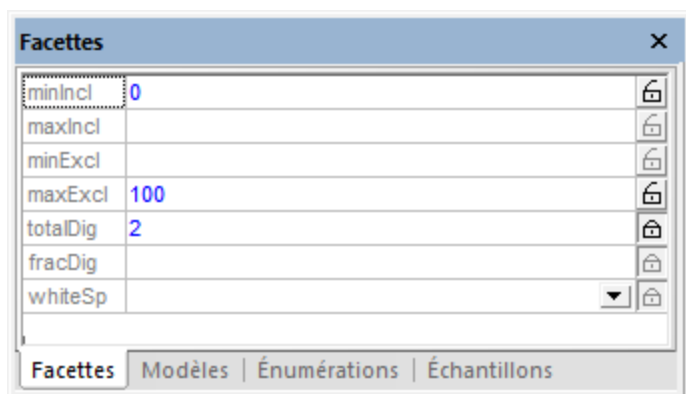 Facettes
minIncl 0
maxIncl
minExcl
maxExcl 100
totalDig 2
fracDig
whiteSp
Facettes Modèles | Énumérations | Échantillons